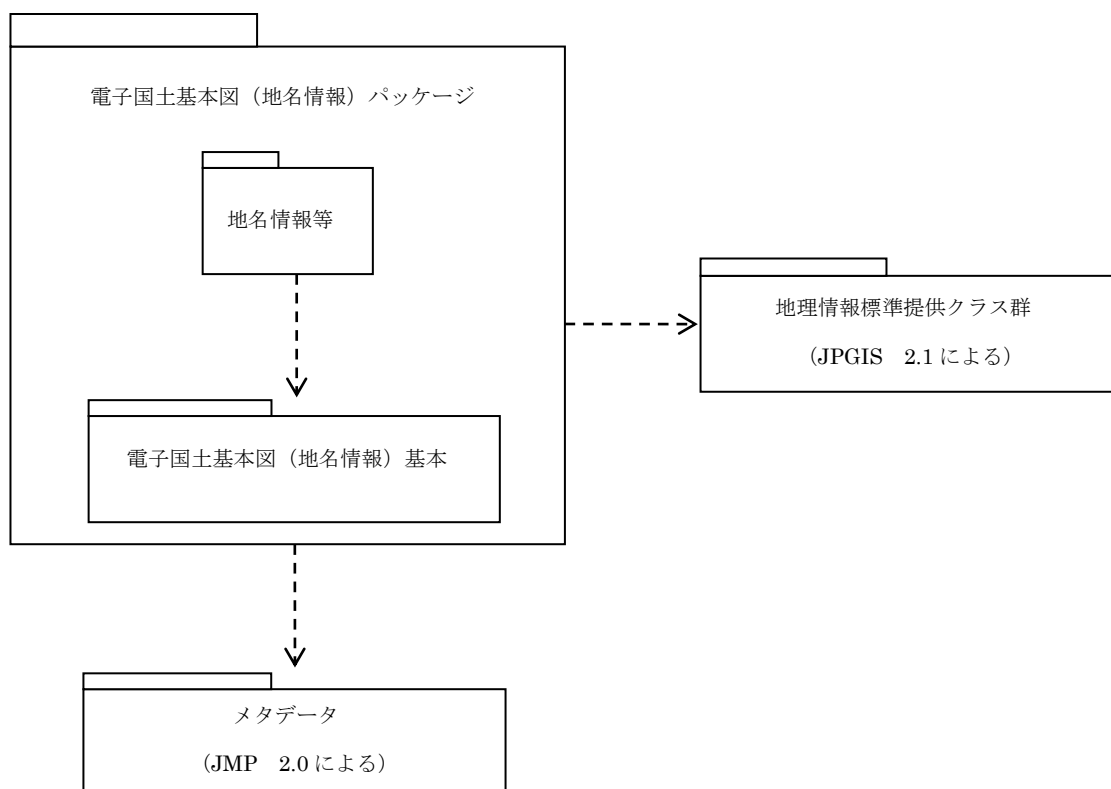 電子国土基本図（地名情報）パッケージ
地名情報等
地理情報標準提供クラス群
（JPGIS　2.1 による）
電子国土基本図（地名情報）基本
メタデータ
（JMP　2.0 による）